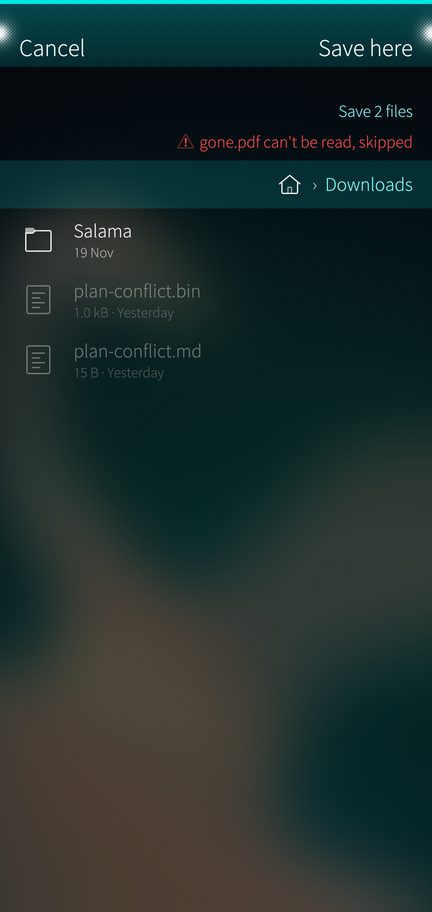 Cancel
Save here
Save 2 files
gone.pdf can't be read, skipped
› Downloads
Salama
19 Nov
plan-conflict.bin
1.0 kB · Yesterday
plan-conflict.md
15 B · Yesterday